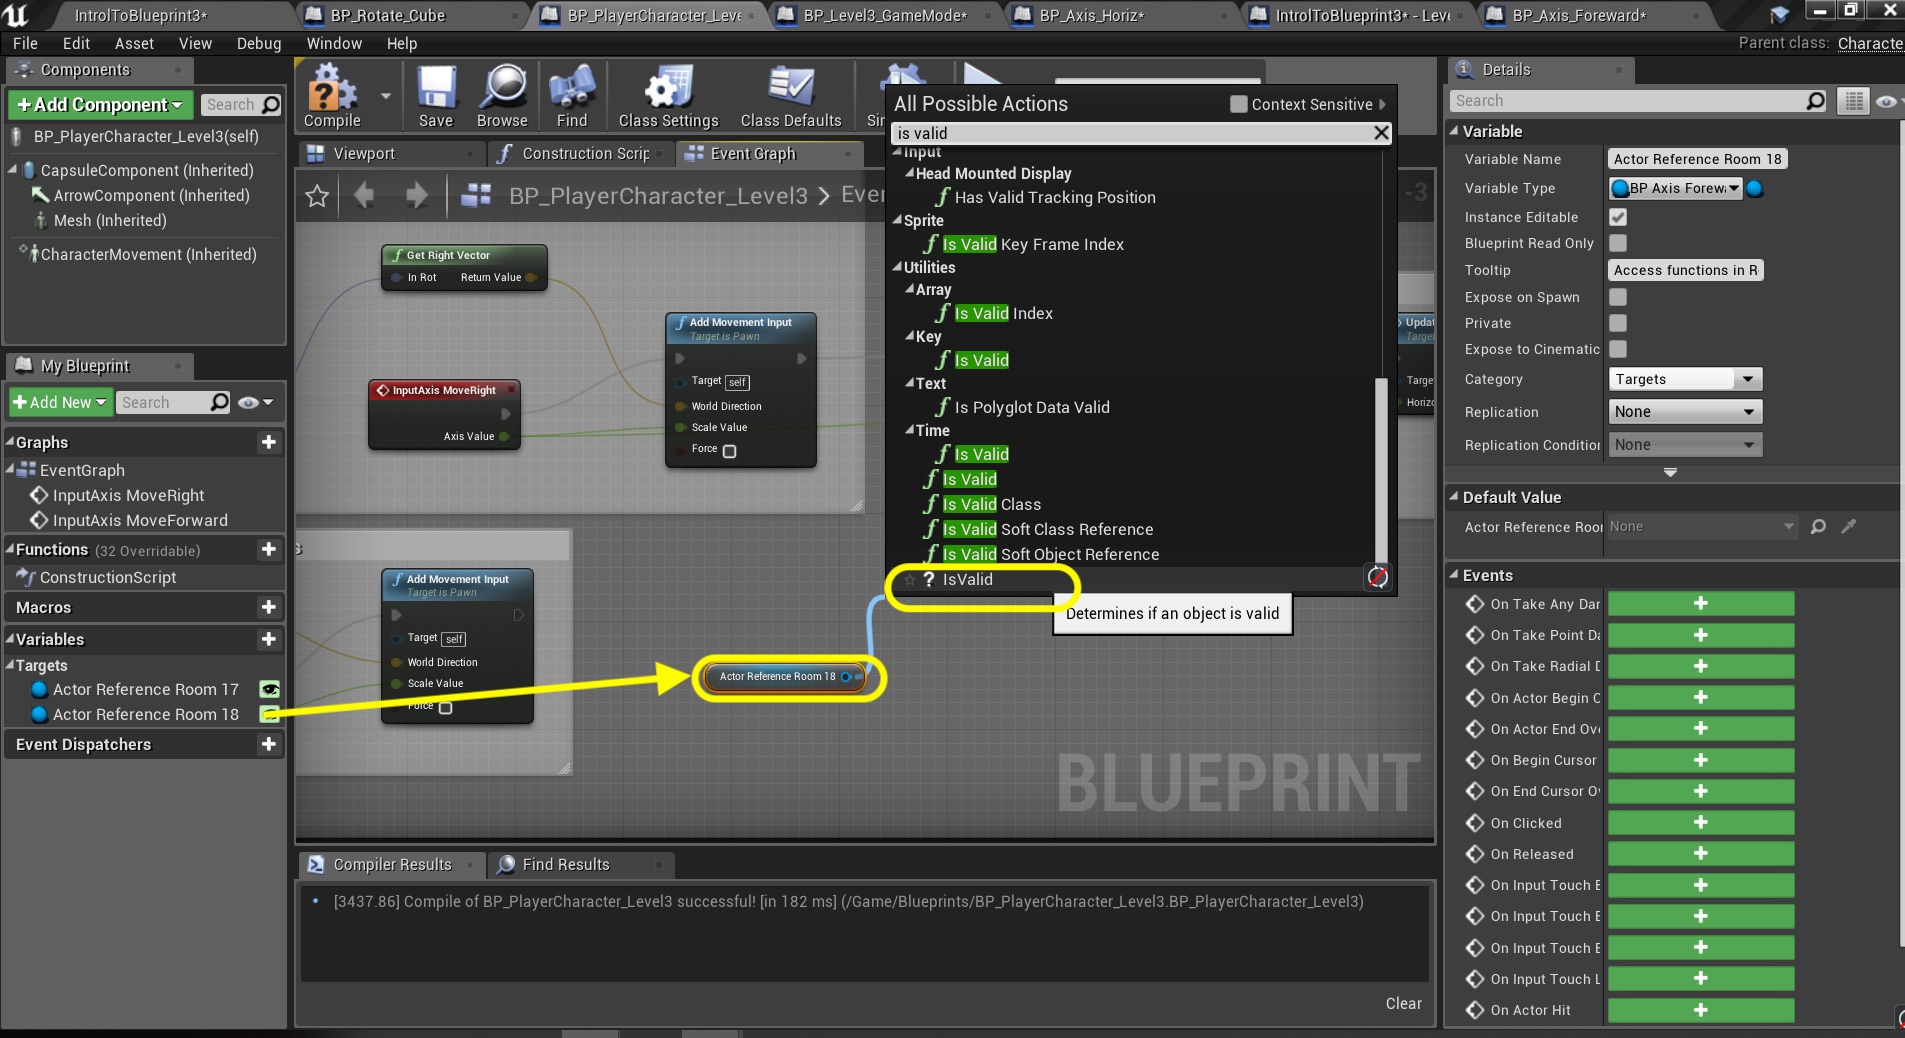 IntrolToBlueprint3*
BP_Rotate_Cube
BP_PlayerCharacter_Leve
BP_Level3_GameMode*
BP_Axis_Horiz*
IntrolToBlueprint3* - Leve
BP_Axis_Foreward*
File Edit Asset View Debug Window Help
Parent class: Characte
Components
+Add Component
Search
BP_PlayerCharacter_Level3(self)
CapsuleComponent (Inherited)
ArrowComponent (Inherited)
Mesh (Inherited)
CharacterMovement (Inherited)
My Blueprint
+Add New
Search
Graphs
EventGraph
InputAxis MoveRight
InputAxis MoveForward
Functions (32 Overridable)
ConstructionScript
Macros
Variables
Targets
Actor Reference Room 17
Actor Reference Room 18
Event Dispatchers
Compile
Save
Browse
Find
Class Settings
Class Defaults
Sim
Viewport
Construction Scrip
Event Graph
BP_PlayerCharacter_Level3 > Even
-3
Get Right Vector
In Rot Return Value
InputAxis MoveRight
Axis Value
Add Movement Input
Target is Pawn
Target self
World Direction
Scale Value
Force
Updat
Targe
Horizo
s
Add Movement Input
Target is Pawn
Target self
World Direction
Scale Value
Force
Actor Reference Room 18
BLUEPRINT
All Possible Actions
Context Sensitive
is valid
Input
Head Mounted Display
Has Valid Tracking Position
Sprite
Is Valid Key Frame Index
Utilities
Array
Is Valid Index
Key
Is Valid
Text
Is Polyglot Data Valid
Time
Is Valid
Is Valid
Is Valid Class
Is Valid Soft Class Reference
Is Valid Soft Object Reference
? IsValid
Determines if an object is valid
Compiler Results
Find Results
[3437.86] Compile of BP_PlayerCharacter_Level3 successful! [in 182 ms] (/Game/Blueprints/BP_PlayerCharacter_Level3.BP_PlayerCharacter_Level3)
Clear
Details
Search
Variable
Variable Name Actor Reference Room 18
Variable Type BP Axis Forewa
Instance Editable
Blueprint Read Only
Tooltip Access functions in R
Expose on Spawn
Private
Expose to Cinematic
Category Targets
Replication None
Replication Condition None
Default Value
Actor Reference Roor None
Events
On Take Any Dar
On Take Point Da
On Take Radial D
On Actor Begin O
On Actor End Ove
On Begin Cursor
On End Cursor Ov
On Clicked
On Released
On Input Touch B
On Input Touch E
On Input Touch E
On Input Touch L
On Actor Hit